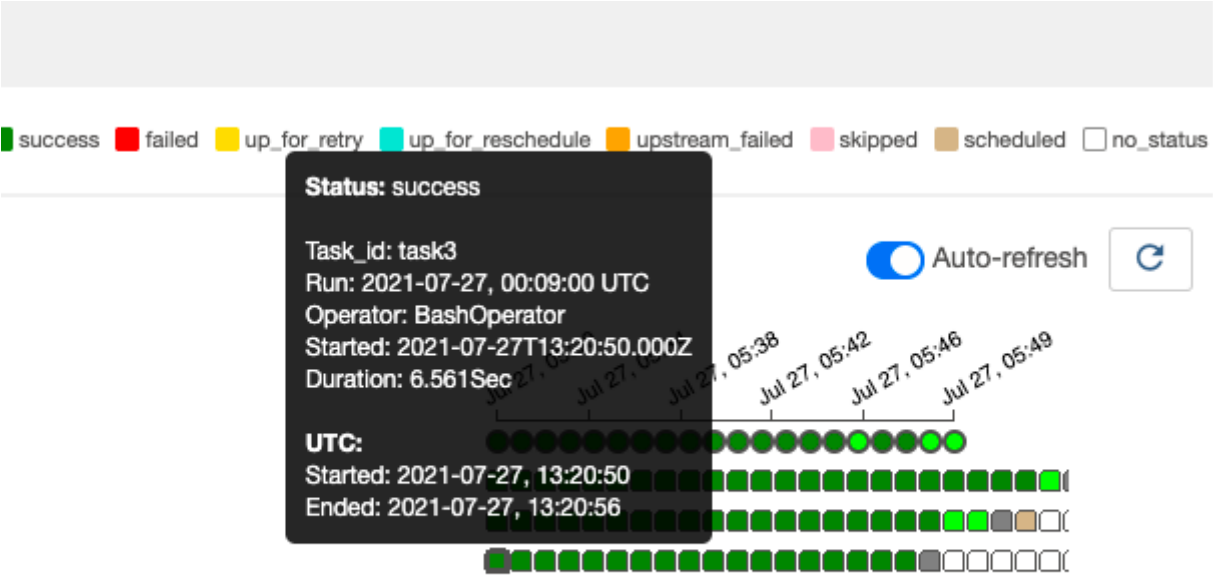 success failed up_for_retry up_for_reschedule upstream_failed skipped scheduled no_status
Status: success
Task_id: task3
Run: 2021-07-27, 00:09:00 UTC
Operator: BashOperator
Started: 2021-07-27T13:20:50.000Z
Duration: 6.561Sec
UTC:
Started: 2021-07-27, 13:20:50
Ended: 2021-07-27, 13:20:56
Auto-refresh
05:38
Jul 27, 05:42
Jul 27, 05:46
Jul 27, 05:49